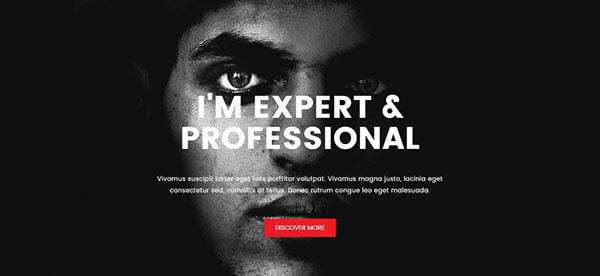 I'M EXPERT &
PROFESSIONAL
Vivamus suscipit tortor eget felis porttitor volutpat. Vivamus magna justo, lacinia eget
consectetur sed, convallis at tellus. Donec rutrum congue leo eget malesuada.
DISCOVER MORE